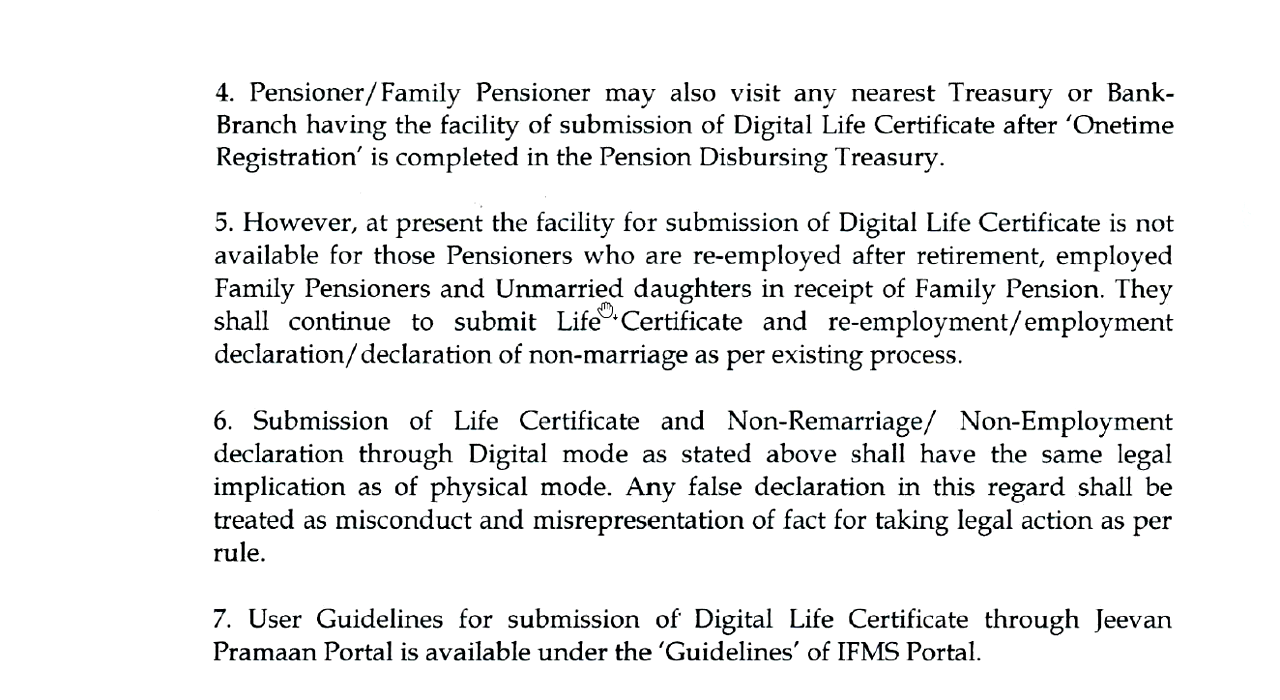 4. Pensioner/Family Pensioner may also visit any nearest Treasury or Bank-
Branch having the facility of submission of Digital Life Certificate after ‘Onetime
Registration’ is completed in the Pension Disbursing Treasury.
5. However, at present the facility for submission of Digital Life Certificate is not
available for those Pensioners who are re-employed after retirement, employed
Family Pensioners and Unmarried daughters in receipt of Family Pension. They
shall continue to submit Life Certificate and re-employment/employment
declaration/declaration of non-marriage as per existing process.
6. Submission of Life Certificate and Non-Remarriage/ Non-Employment
declaration through Digital mode as stated above shall have the same legal
implication as of physical mode. Any false declaration in this regard shall be
treated as misconduct and misrepresentation of fact for taking legal action as per
rule.
7. User Guidelines for submission of Digital Life Certificate through Jeevan
Pramaan Portal is available under the ‘Guidelines’ of IFMS Portal.